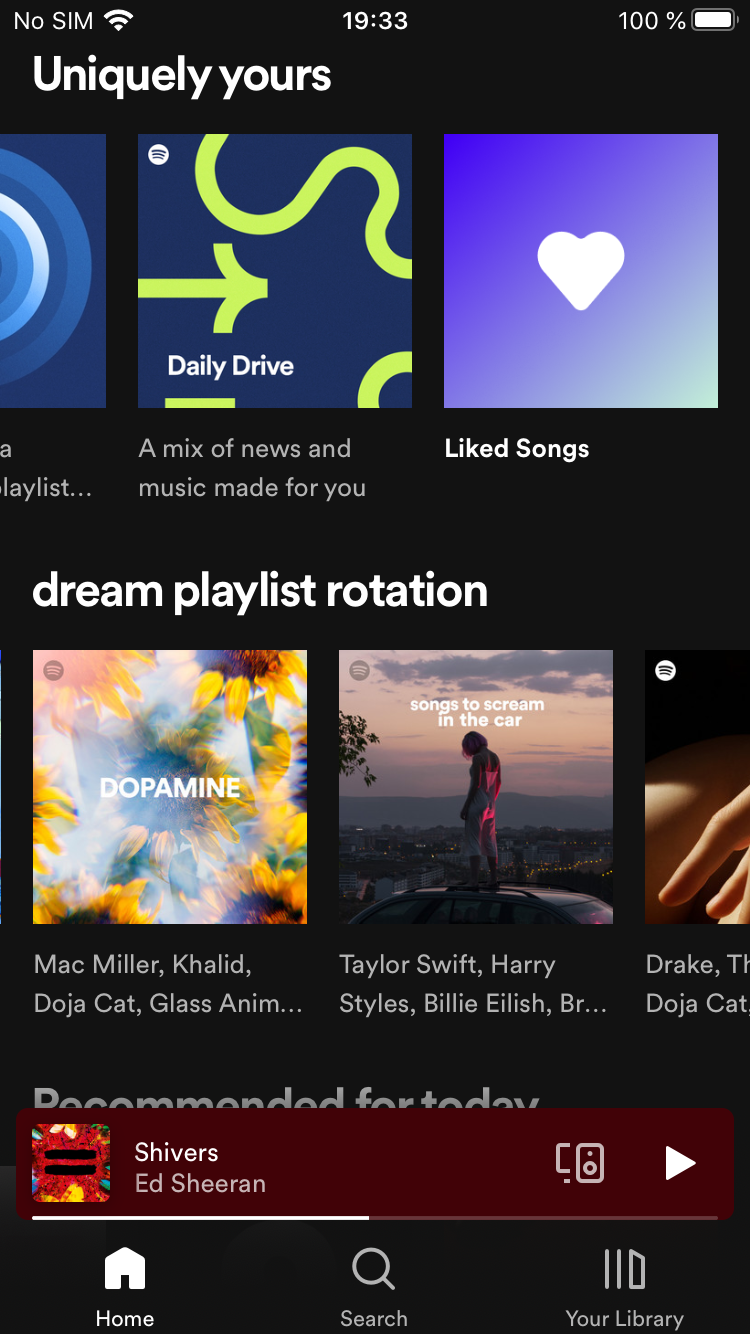 No SIM 19:33 100 %
Uniquely yours
Daily Drive
a
playlist...
A mix of news and
music made for you
Liked Songs
dream playlist rotation
DOPAMINE
songs to scream
in the car
Mac Miller, Khalid,
Doja Cat, Glass Anim...
Taylor Swift, Harry
Styles, Billie Eilish, Br...
Drake, Th
Doja Cat,
Recommended for today
Shivers
Ed Sheeran
Home Search Your Library